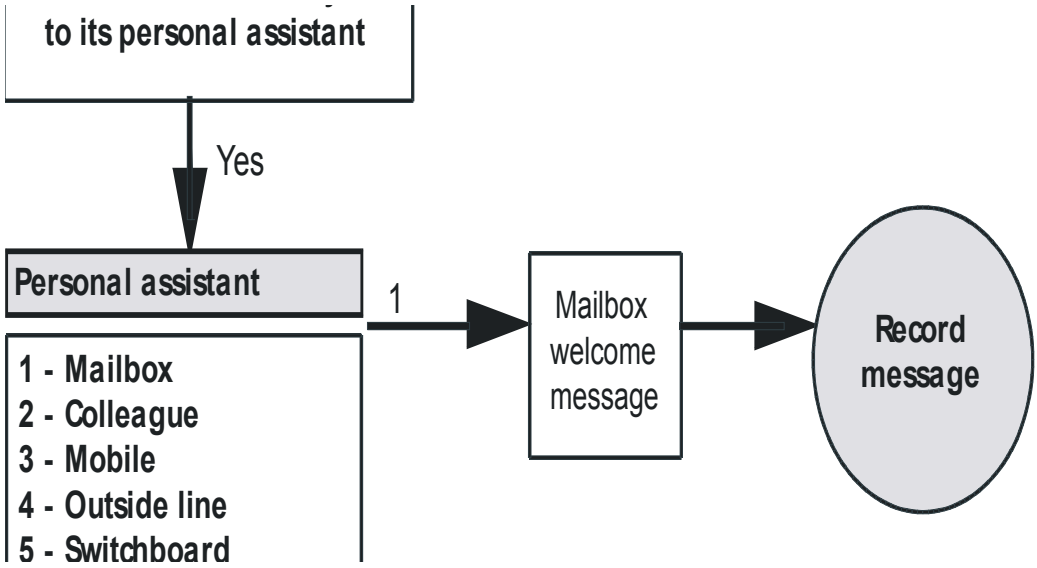 to its personal assistant
Yes
Personal assistant
1
1 - Mailbox
2 - Colleague
3 - Mobile
4 - Outside line
5 - Switchboard
Mailbox
welcome
message
Record
message